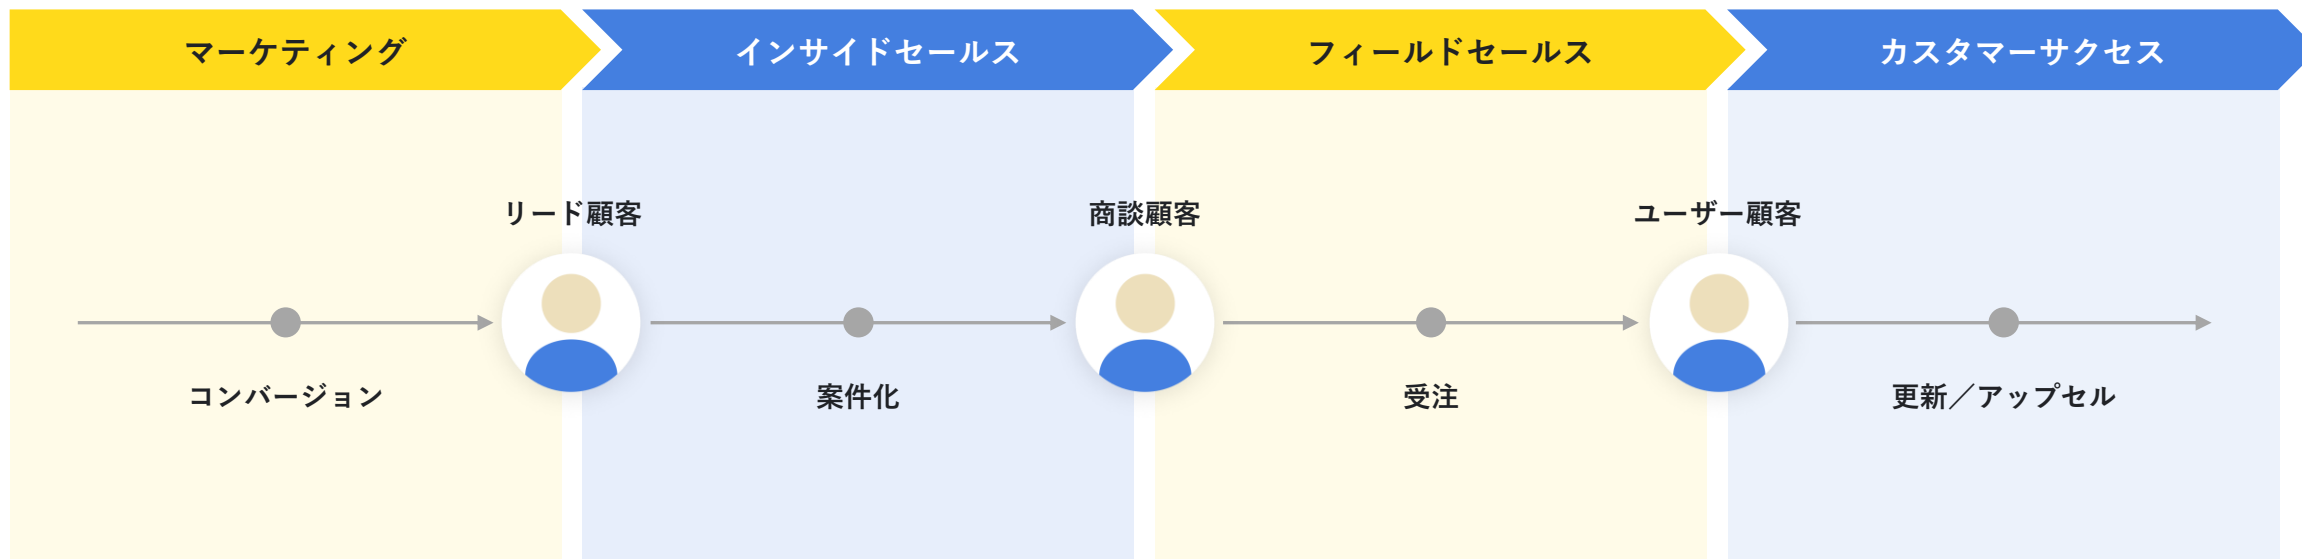 マーケティング
インサイドセールス
フィールドセールス
カスタマーサクセス
リード顧客
商談顧客
ユーザー顧客
コンバージョン
案件化
受注
更新／アップセル